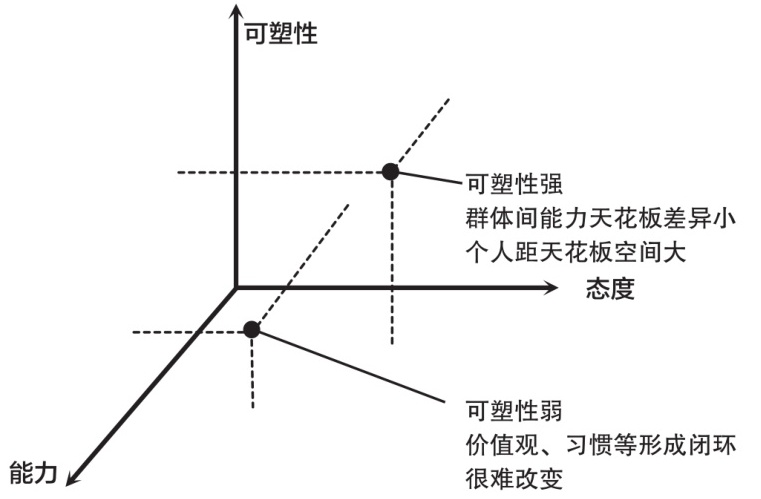 可塑性
可塑性强
群体间能力天花板差异小
个人距天花板空间大
态度
可塑性弱
价值观、习惯等形成闭环
很难改变
能力